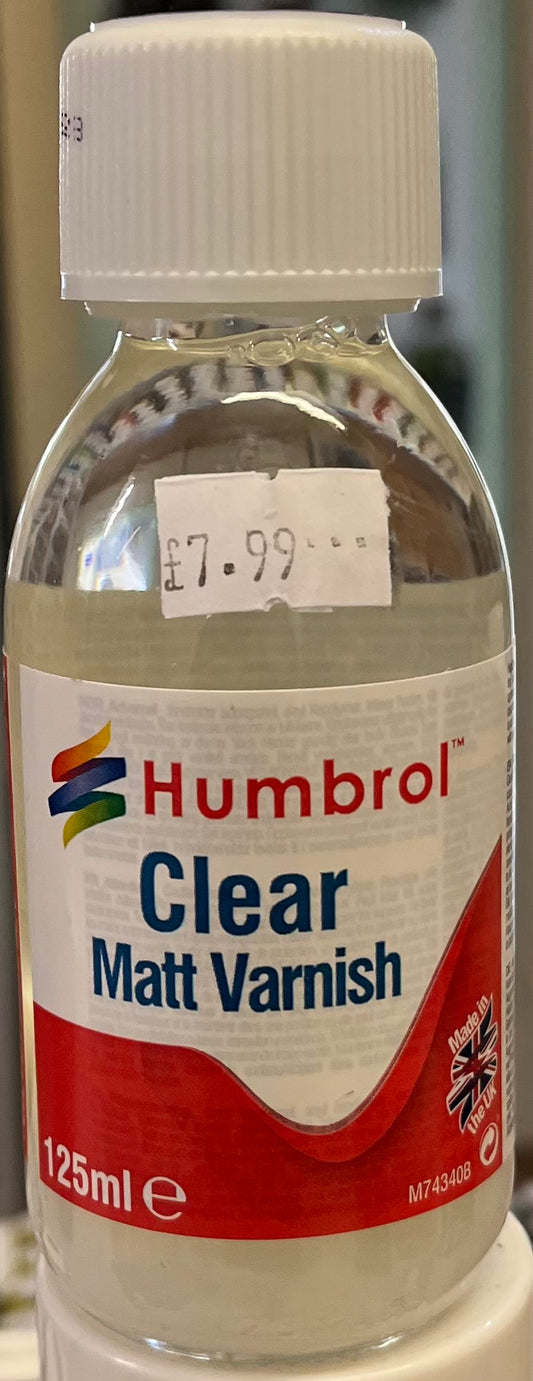 £7.99
Humbrol™
Clear
Matt Varnish
Made in
the UK
125ml ℮
M74340B